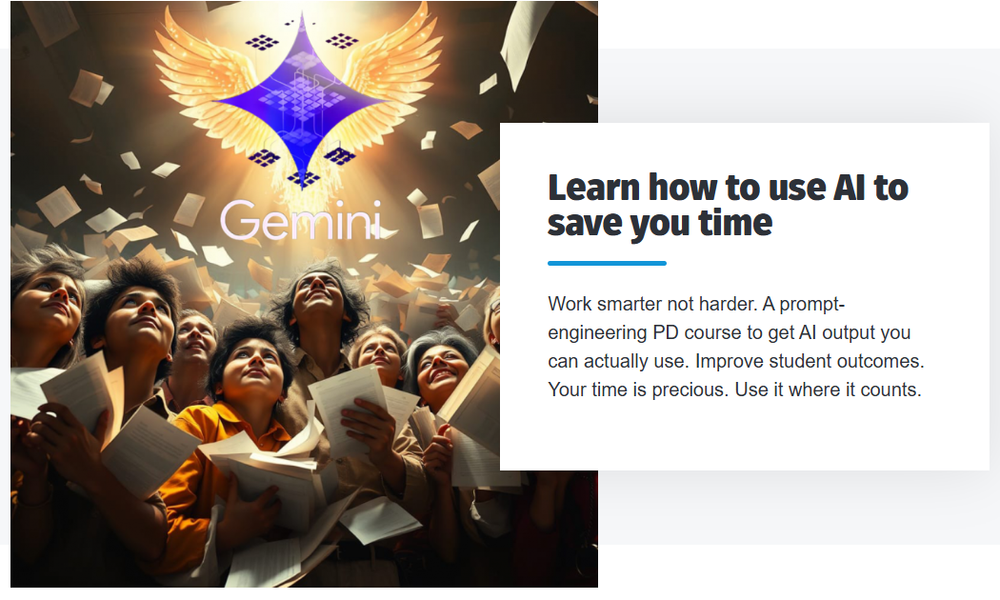 Gemini
Learn how to use AI to
save you time
Work smarter not harder. A prompt-
engineering PD course to get AI output you
can actually use. Improve student outcomes.
Your time is precious. Use it where it counts.